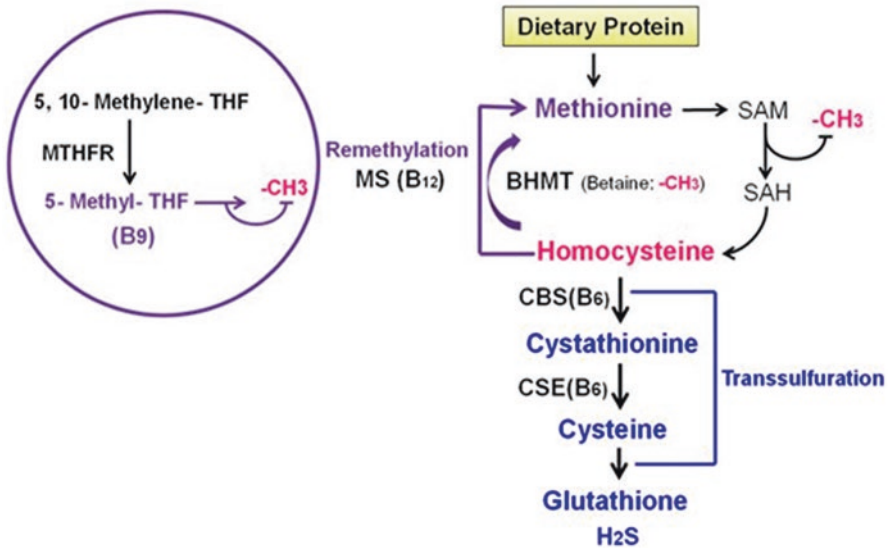 Dietary Protein
5, 10- Methylene- THF
MTHFR
5- Methyl- THF
(B9)
-CH3
Remethylation
MS (B12)
Methionine
SAM
-CH3
BHMT (Betaine: -CH3)
SAH
Homocysteine
CBS(B6)
Cystathionine
CSE(B6)
Transsulfuration
Cysteine
Glutathione
H2S